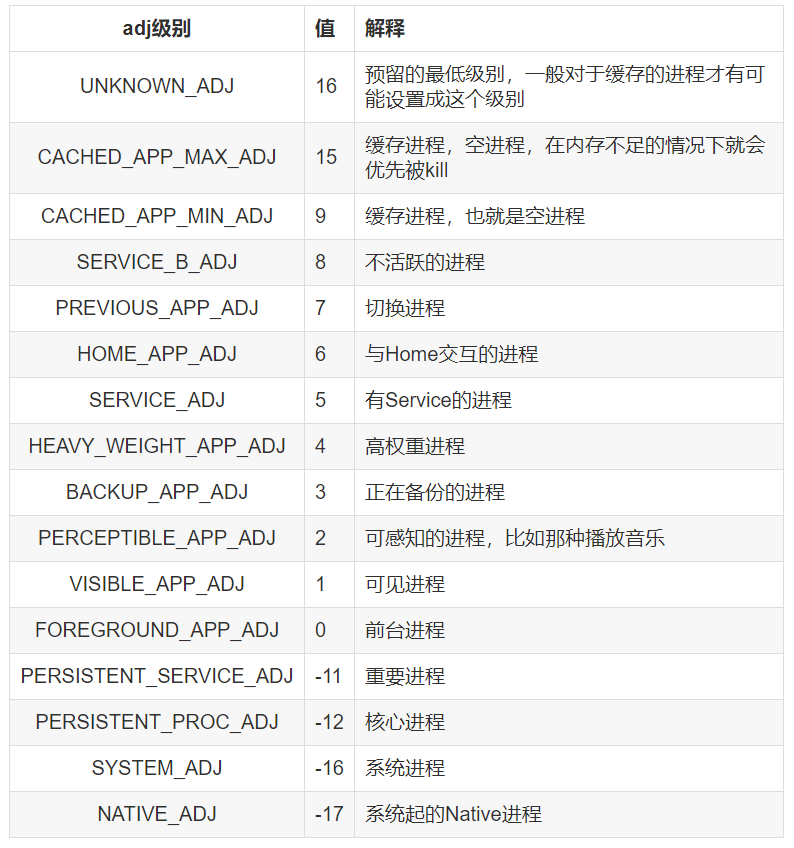 adj级别 值 解释
UNKNOWN_ADJ 16 预留的最低级别，一般对于缓存的进程才有可
能设置成这个级别
CACHED_APP_MAX_ADJ 15 缓存进程，空进程，在内存不足的情况下就会
优先被kill
CACHED_APP_MIN_ADJ 9 缓存进程，也就是空进程
SERVICE_B_ADJ 8 不活跃的进程
PREVIOUS_APP_ADJ 7 切换进程
HOME_APP_ADJ 6 与Home交互的进程
SERVICE_ADJ 5 有Service的进程
HEAVY_WEIGHT_APP_ADJ 4 高权重进程
BACKUP_APP_ADJ 3 正在备份的进程
PERCEPTIBLE_APP_ADJ 2 可感知的进程，比如那种播放音乐
VISIBLE_APP_ADJ 1 可见进程
FOREGROUND_APP_ADJ 0 前台进程
PERSISTENT_SERVICE_ADJ -11 重要进程
PERSISTENT_PROC_ADJ -12 核心进程
SYSTEM_ADJ -16 系统进程
NATIVE_ADJ -17 系统起的Native进程